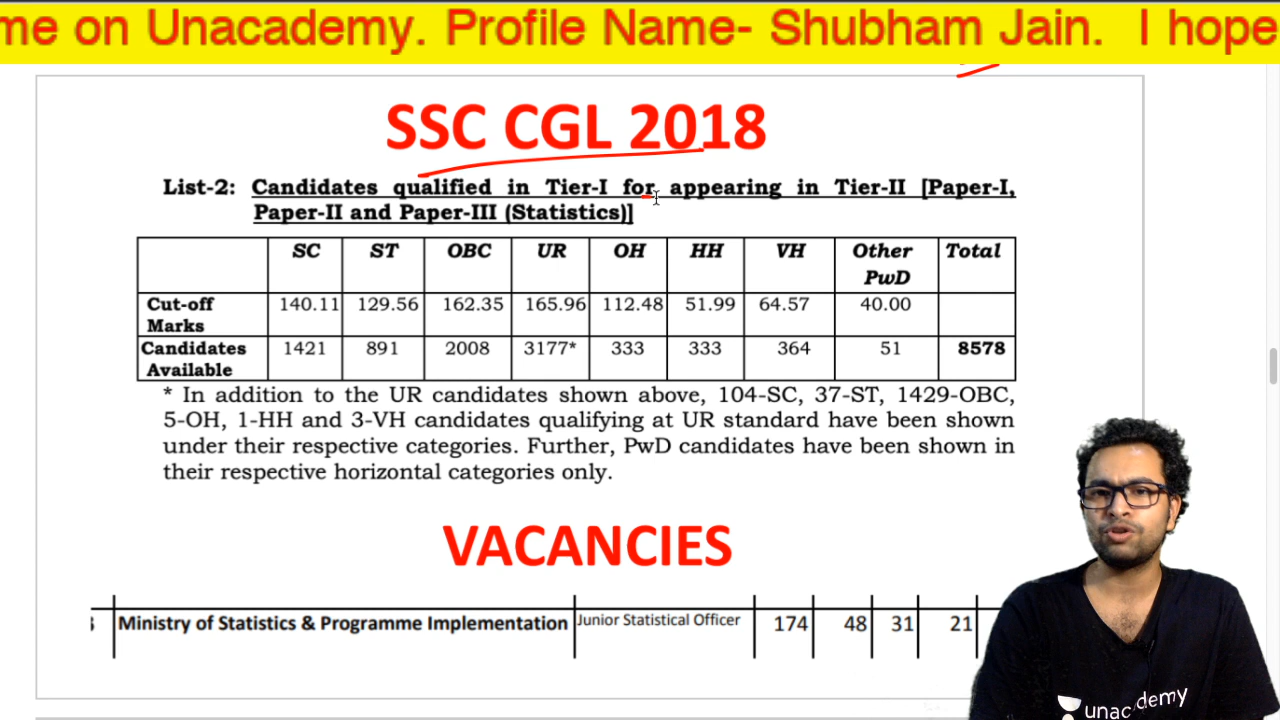 me on Unacademy. Profile Name- Shubham Jain. I hope
SSC CGL 2018
List-2: Candidates qualified in Tier-I for appearing in Tier-II [Paper-I,
Paper-II and Paper-III (Statistics)]
SC ST OBC UR OH HH VH Other PwD Total
Cut-off Marks 140.11 129.56 162.35 165.96 112.48 51.99 64.57 40.00
Candidates Available 1421 891 2008 3177* 333 333 364 51 8578
* In addition to the UR candidates shown above, 104-SC, 37-ST, 1429-OBC,
5-OH, 1-HH and 3-VH candidates qualifying at UR standard have been shown
under their respective categories. Further, PwD candidates have been shown in
their respective horizontal categories only.
VACANCIES
Ministry of Statistics & Programme Implementation Junior Statistical Officer 174 48 31 21
unacademy